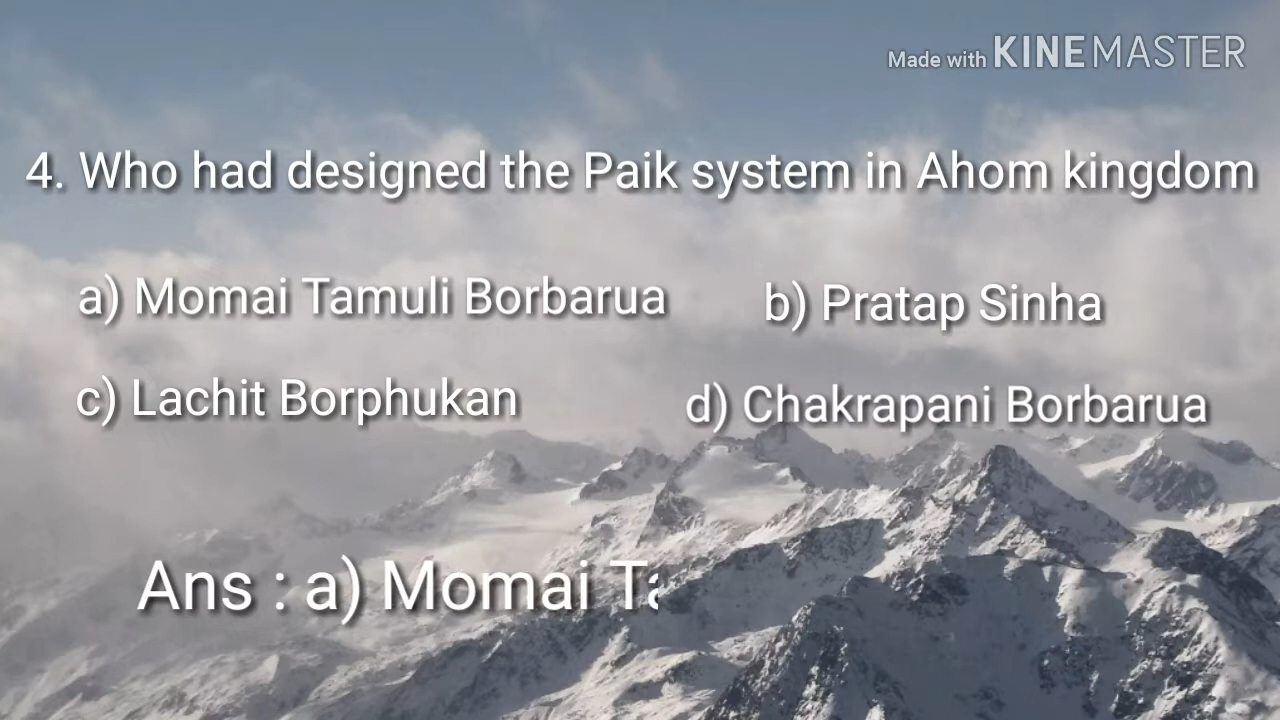 Made with KINEMASTER
4. Who had designed the Paik system in Ahom kingdom
a) Momai Tamuli Borbarua b) Pratap Sinha
c) Lachit Borphukan d) Chakrapani Borbarua
Ans : a) Momai